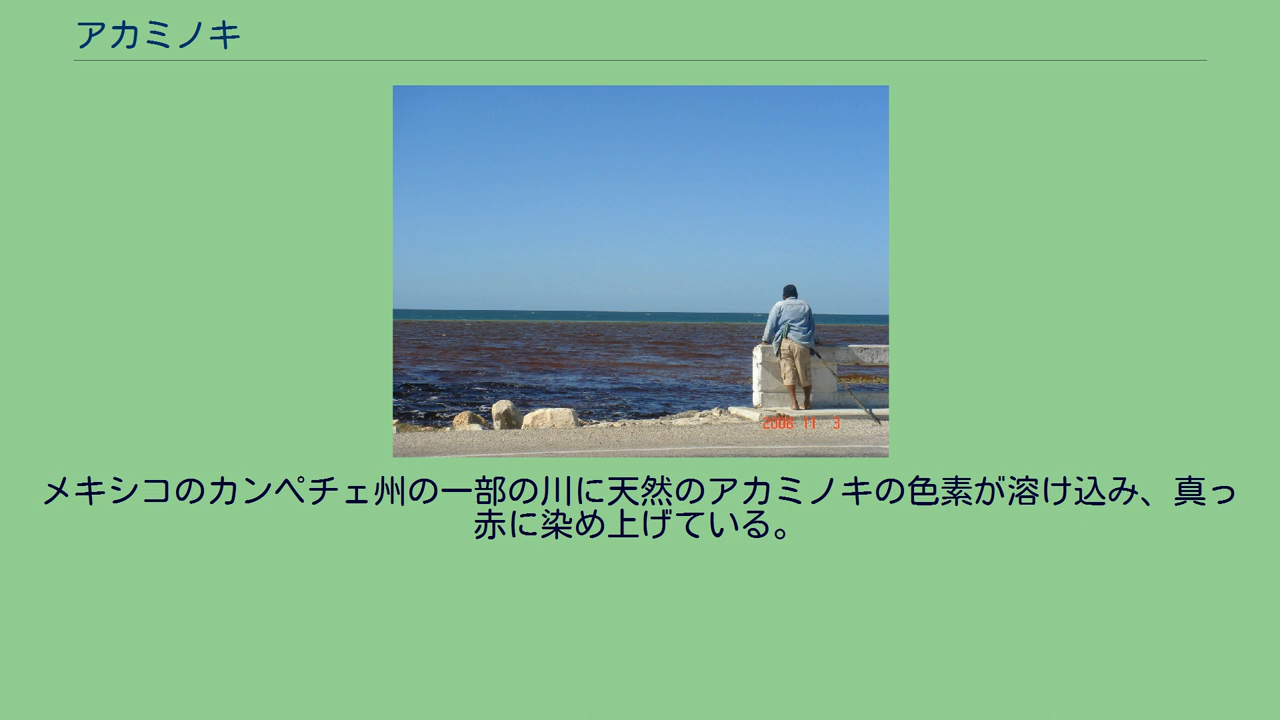 アカミノキ
2008 11 3
メキシコのカンペチェ州の一部の川に天然のアカミノキの色素が溶け込み、真っ
赤に染め上げている。